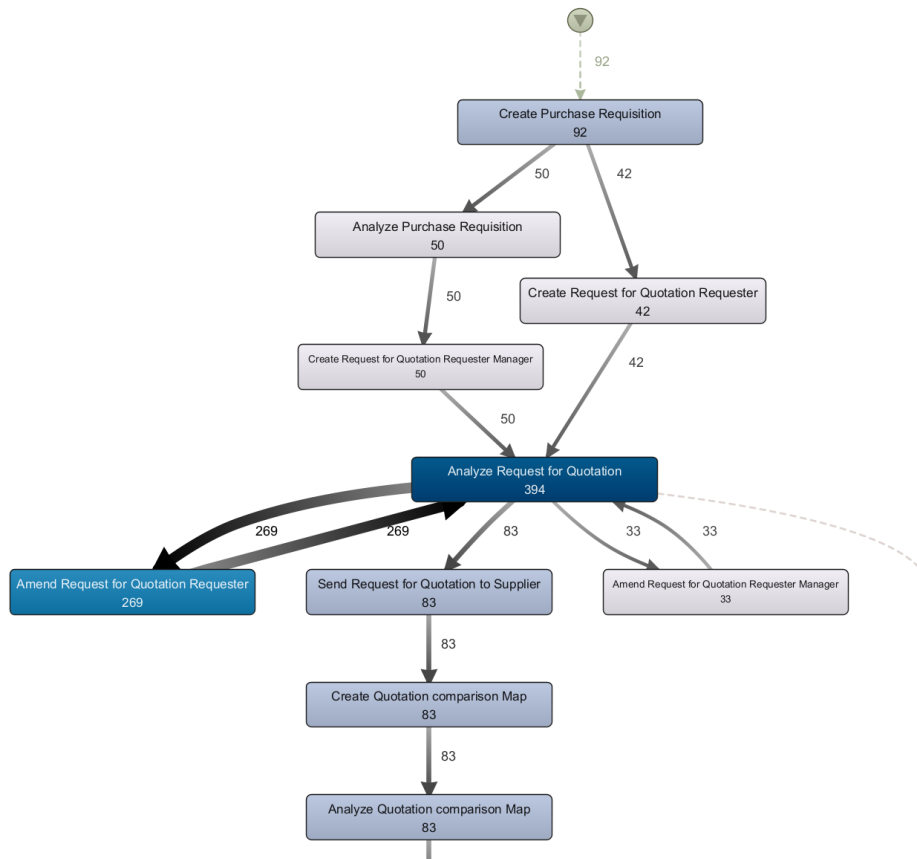 92
Create Purchase Requisition
92
50
42
Analyze Purchase Requisition
50
Create Request for Quotation Requester
42
50
Create Request for Quotation Requester Manager
50
42
50
Analyze Request for Quotation
394
269
269
83
33
33
Amend Request for Quotation Requester
269
Send Request for Quotation to Supplier
83
Amend Request for Quotation Requester Manager
33
83
Create Quotation comparison Map
83
83
Analyze Quotation comparison Map
83